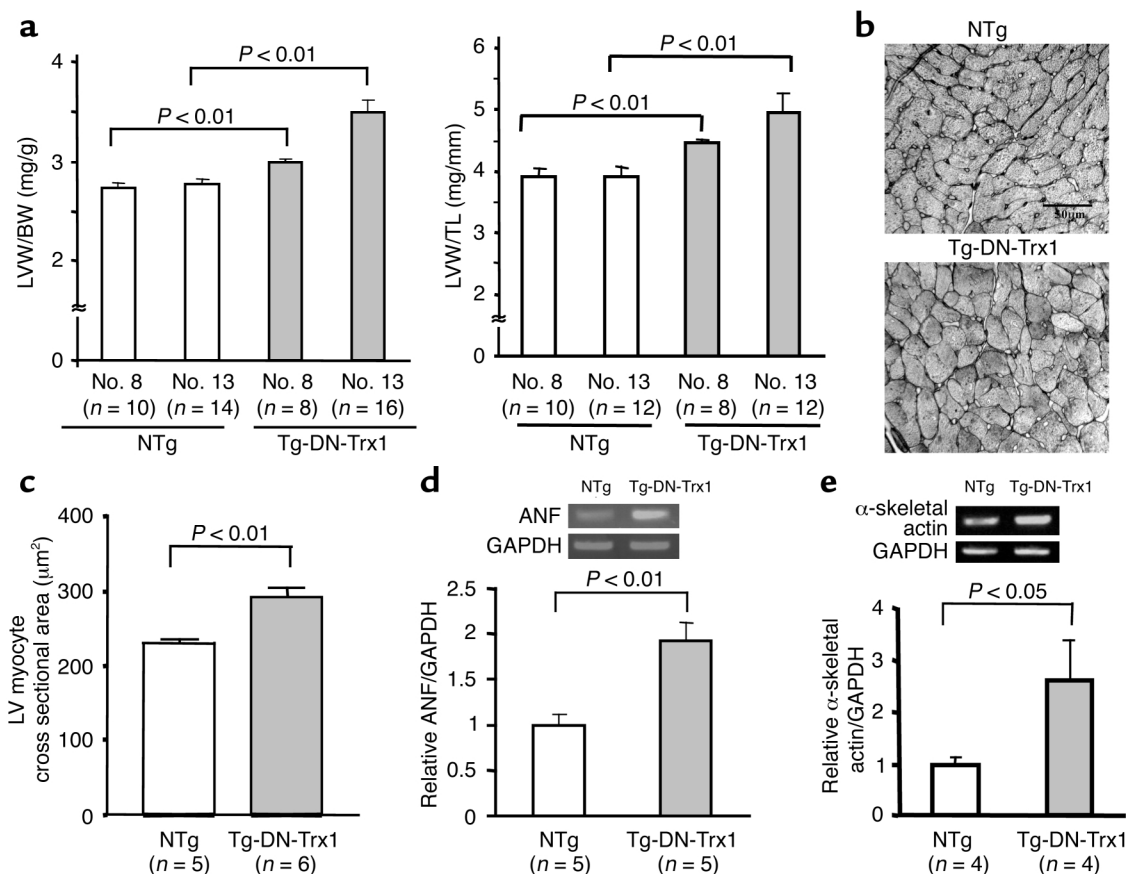 a
P < 0.01
P < 0.01
LVW/BW (mg/g)
4
3
2
0
No. 8 No. 13 No. 8 No. 13
(n = 10) (n = 14) (n = 8) (n = 16)
NTg Tg-DN-Trx1
P < 0.01
P < 0.01
LVW/TL (mg/mm)
6
5
4
3
2
0
No. 8 No. 13 No. 8 No. 13
(n = 10) (n = 12) (n = 8) (n = 12)
NTg Tg-DN-Trx1
b
NTg
50μm
Tg-DN-Trx1
c
P < 0.01
LV myocyte
cross sectional area (μm²)
400
300
200
100
0
NTg Tg-DN-Trx1
(n = 5) (n = 6)
d
NTg Tg-DN-Trx1
ANF
GAPDH
P < 0.01
Relative ANF/GAPDH
2.5
2
1.5
1
0.5
0
NTg Tg-DN-Trx1
(n = 5) (n = 5)
e
NTg Tg-DN-Trx1
α-skeletal
actin
GAPDH
P < 0.05
Relative α-skeletal
actin/GAPDH
4
3
2
1
0
NTg Tg-DN-Trx1
(n = 4) (n = 4)